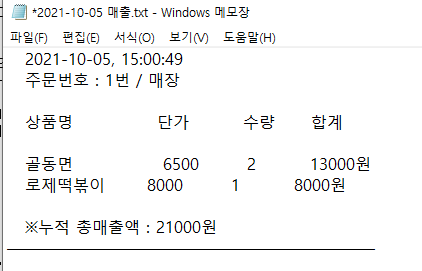 *2021-10-05 매출.txt - Windows 메모장
파일(F) 편집(E) 서식(O) 보기(V) 도움말(H)
2021-10-05, 15:00:49
주문번호 : 1번 / 매장
상품명 단가 수량 합계
골동면 6500 2 13000원
로제떡볶이 8000 1 8000원
※누적 총매출액 : 21000원